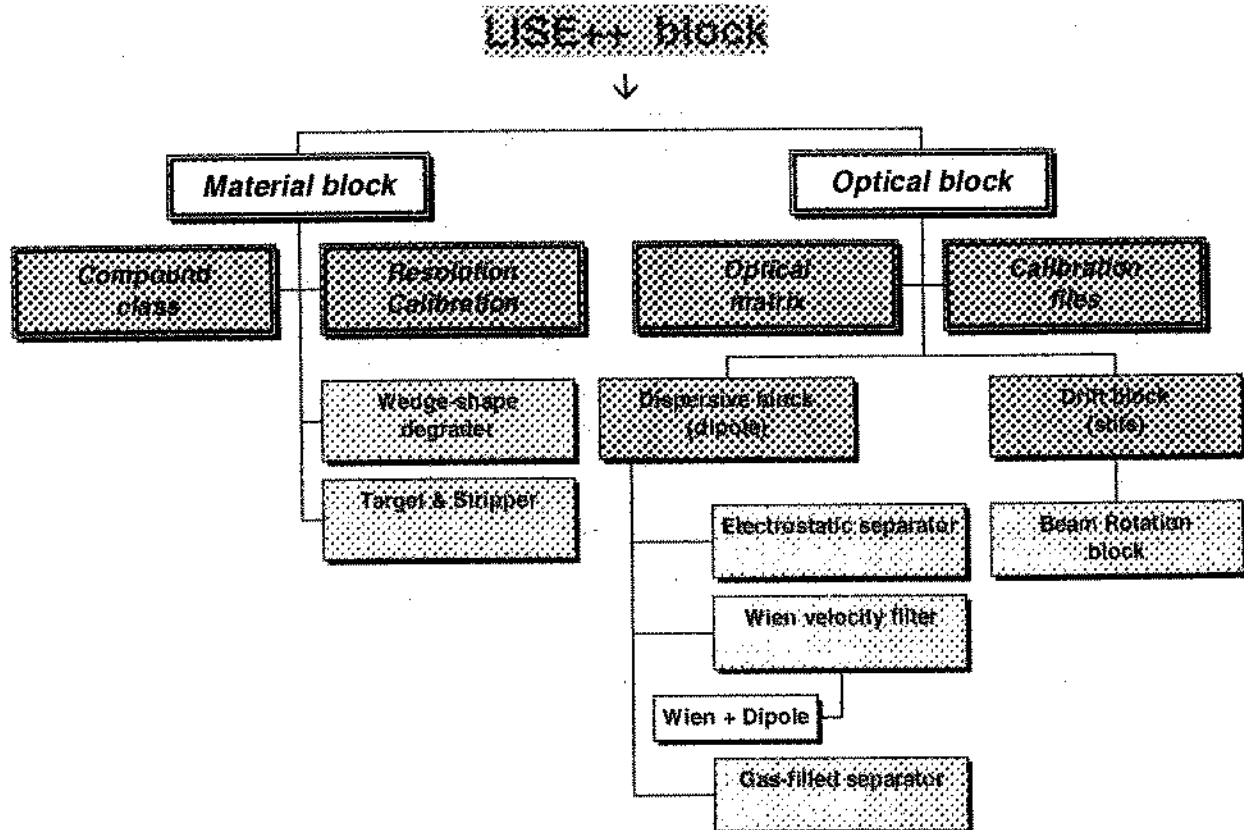 LISE++ block
Material block
Optical block
Compound
class
Resolution
Calibration
Optical
matrix
Calibration
files
Wedge-shape
degrader
Dispersive block
(dipole)
Drift block
(slits)
Target & Stripper
Electrostatic separator
Beam Rotation
block
Wien velocity filter
Wien + Dipole
Gas-filled separator